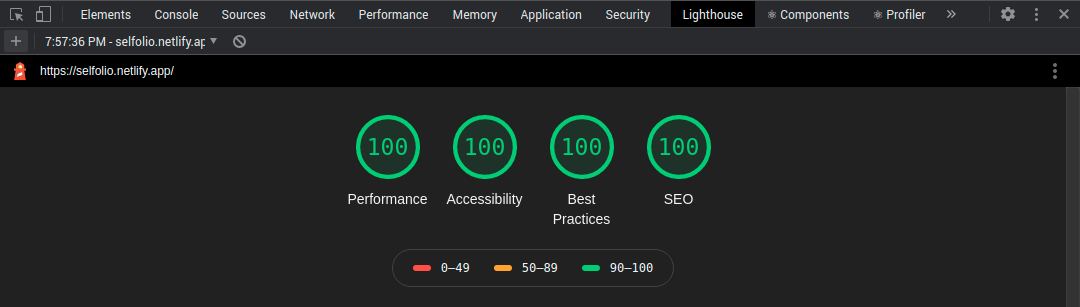 Elements Console Sources Network Performance Memory Application Security Lighthouse ⚛ Components ⚛ Profiler »
7:57:36 PM - selfolio.netlify.ap
https://selfolio.netlify.app/
100 100 100 100
Performance Accessibility Best Practices SEO
0–49 50–89 90–100